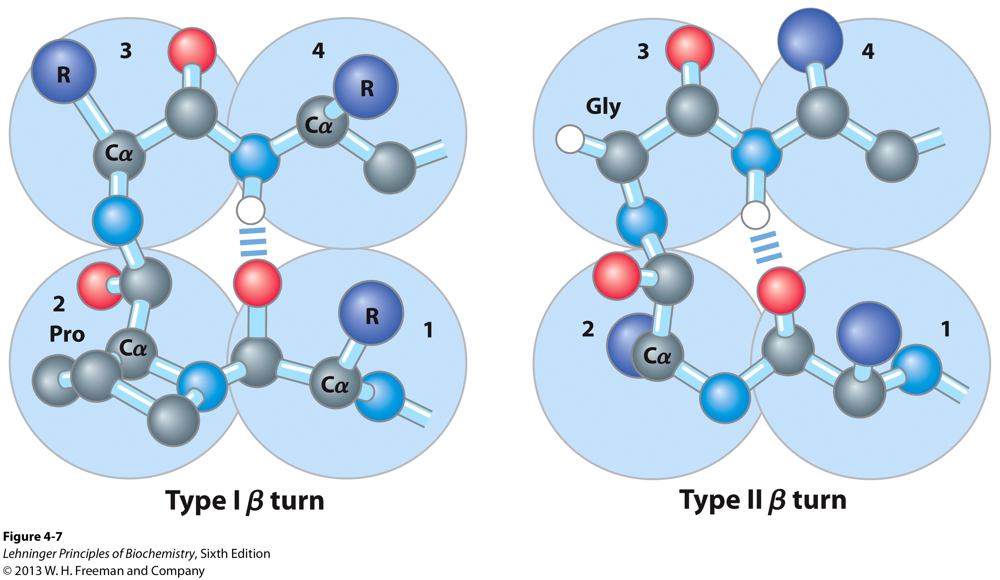 3
4
R
R
Cα
Cα
2
Pro
Cα
R
1
Cα
Type I β turn
3
4
Gly
2
Cα
1
Type II β turn
Figure 4-7
Lehninger Principles of Biochemistry, Sixth Edition
© 2013 W. H. Freeman and Company